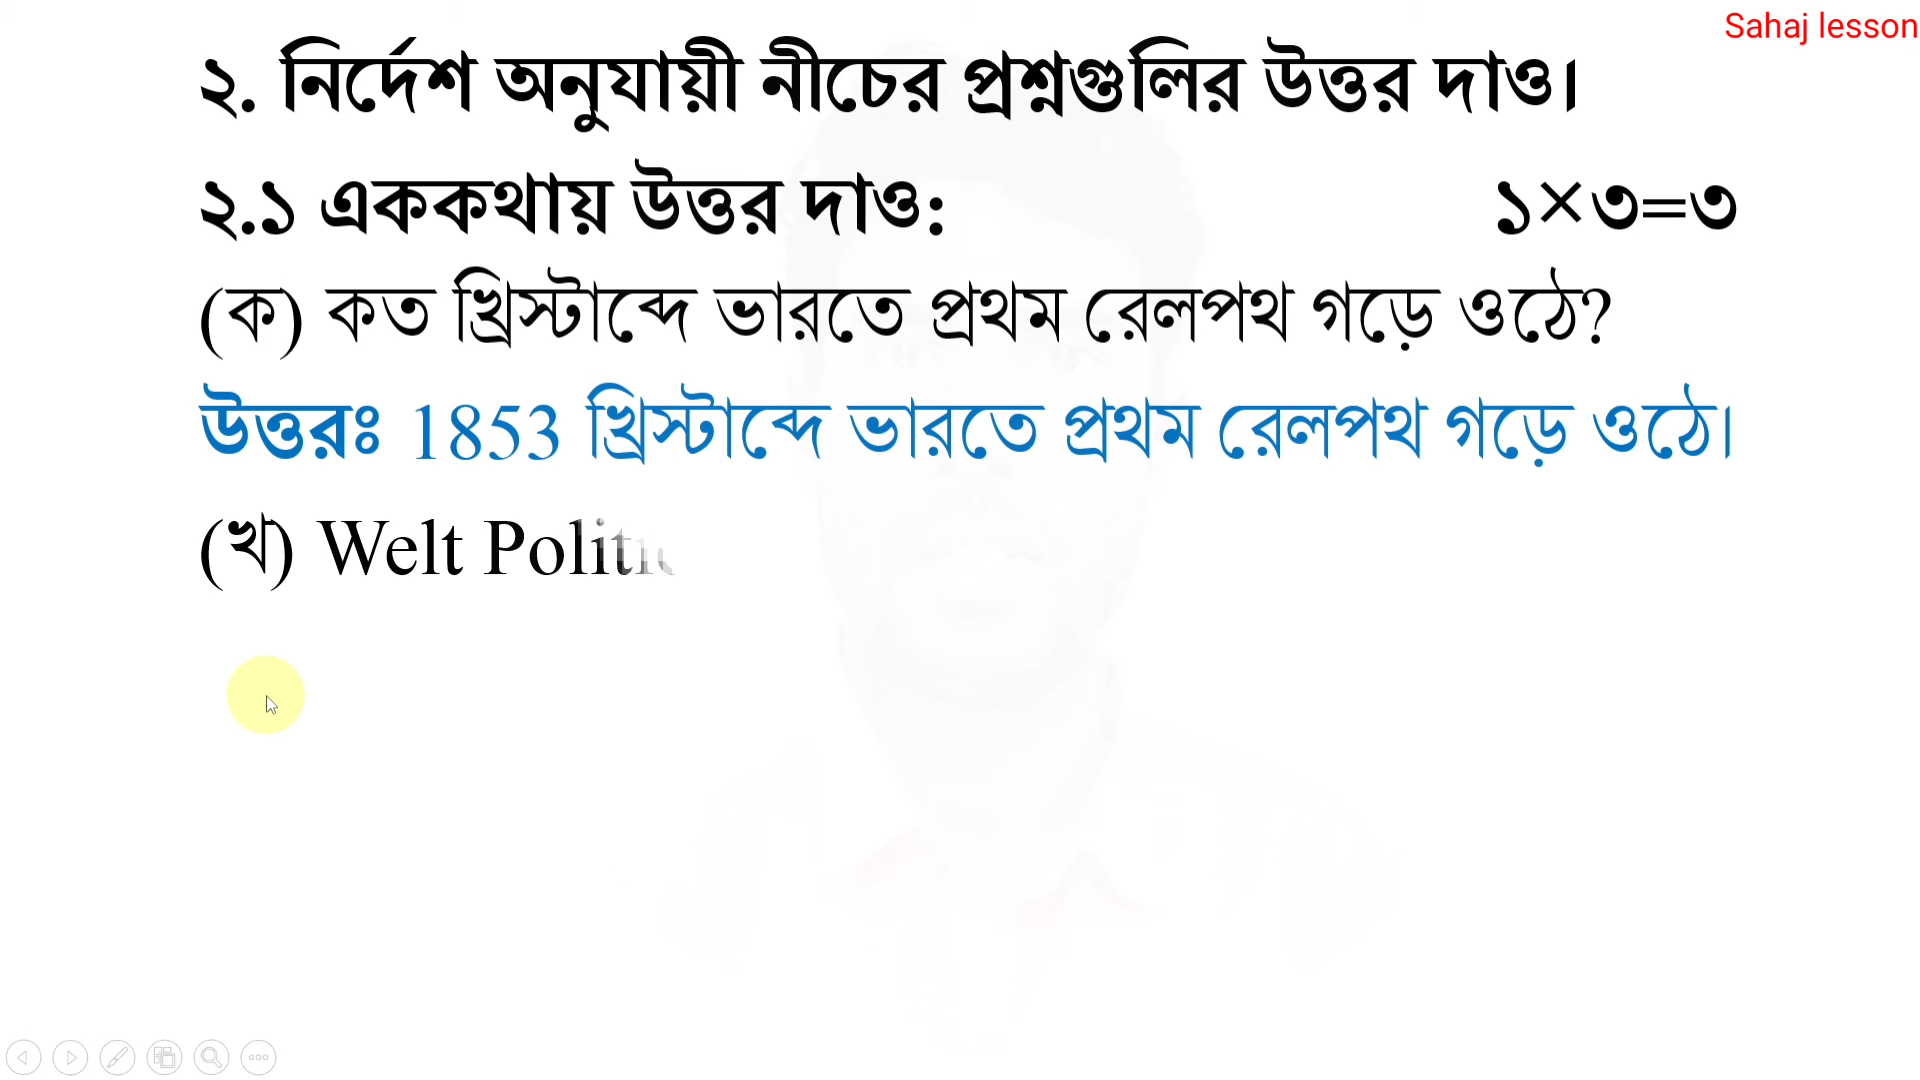 Sahaj lesson
২. নির্দেশ অনুযায়ী নীচের প্রশ্নগুলির উত্তর দাও।
২.১ এককথায় উত্তর দাও: ১×৩=৩
(ক) কত খ্রিস্টাব্দে ভারতে প্রথম রেলপথ গড়ে ওঠে?
উত্তরঃ 1853 খ্রিস্টাব্দে ভারতে প্রথম রেলপথ গড়ে ওঠে।
(খ) Welt Politic